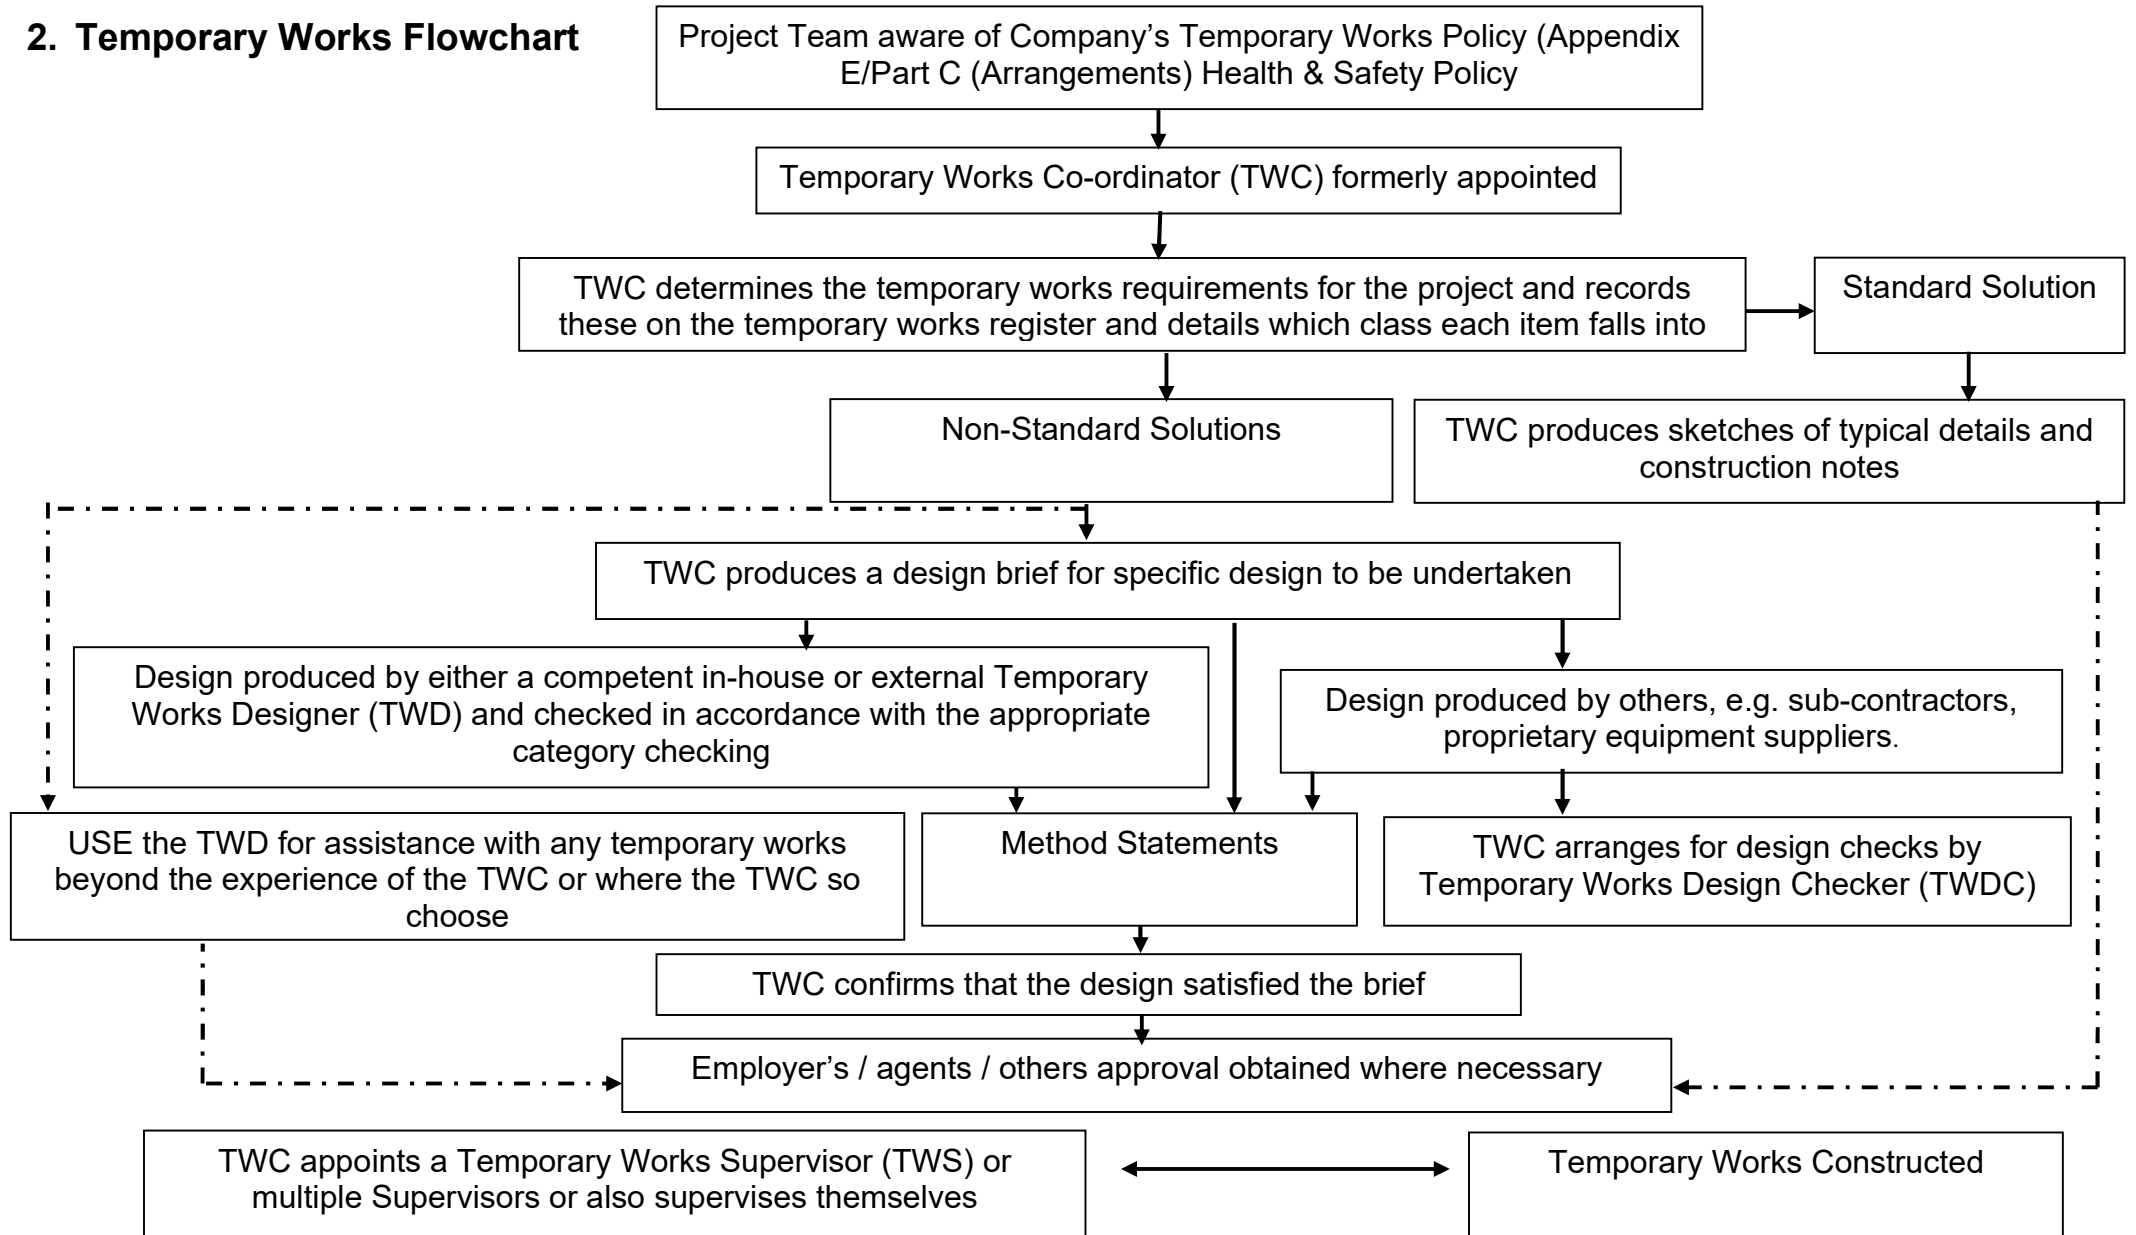 2. Temporary Works Flowchart
Project Team aware of Company’s Temporary Works Policy (Appendix
E/Part C (Arrangements) Health & Safety Policy
Temporary Works Co-ordinator (TWC) formerly appointed
TWC determines the temporary works requirements for the project and records
these on the temporary works register and details which class each item falls into
Standard Solution
Non-Standard Solutions
TWC produces sketches of typical details and
construction notes
TWC produces a design brief for specific design to be undertaken
Design produced by either a competent in-house or external Temporary
Works Designer (TWD) and checked in accordance with the appropriate
category checking
Design produced by others, e.g. sub-contractors,
proprietary equipment suppliers.
USE the TWD for assistance with any temporary works
beyond the experience of the TWC or where the TWC so
choose
Method Statements
TWC arranges for design checks by
Temporary Works Design Checker (TWDC)
TWC confirms that the design satisfied the brief
Employer’s / agents / others approval obtained where necessary
TWC appoints a Temporary Works Supervisor (TWS) or
multiple Supervisors or also supervises themselves
Temporary Works Constructed